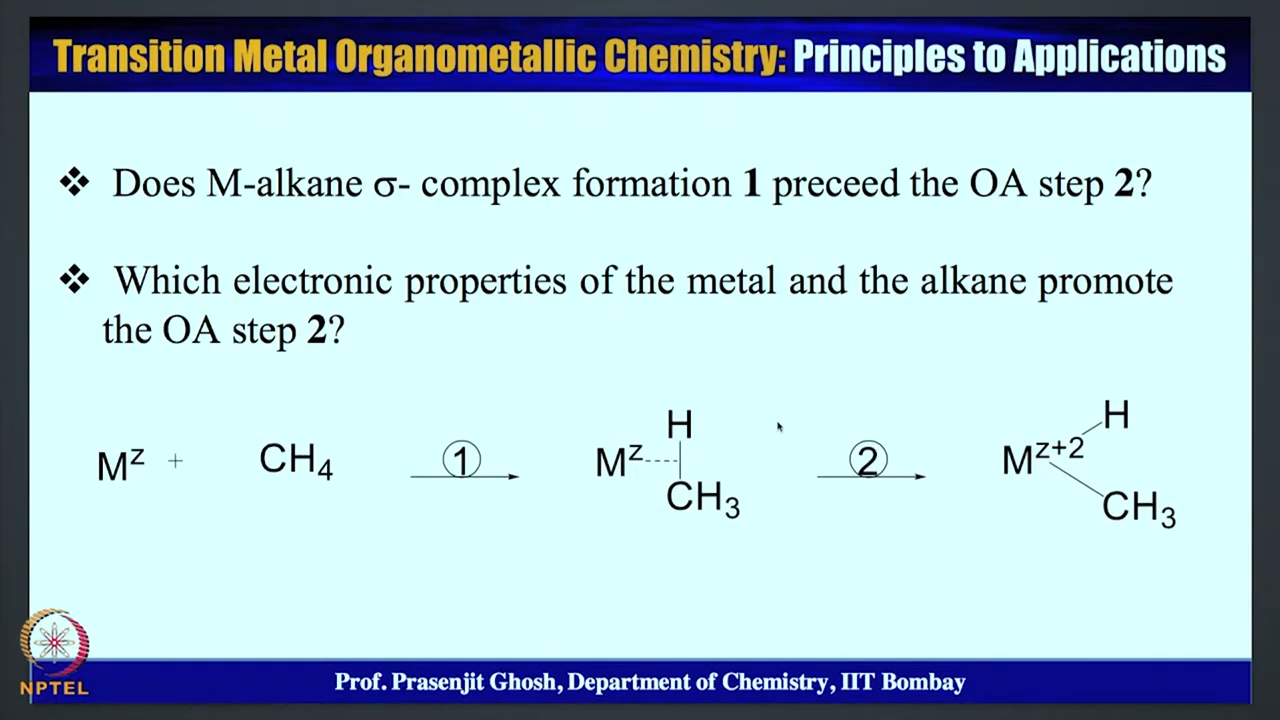 Transition Metal Organometallic Chemistry: Principles to Applications
❖ Does M-alkane σ- complex formation 1 preceed the OA step 2?
❖ Which electronic properties of the metal and the alkane promote
the OA step 2?
H
H
M^z + CH₄ ① M^z M^z+2
②
CH₃
CH₃
NPTEL
Prof. Prasenjit Ghosh, Department of Chemistry, IIT Bombay